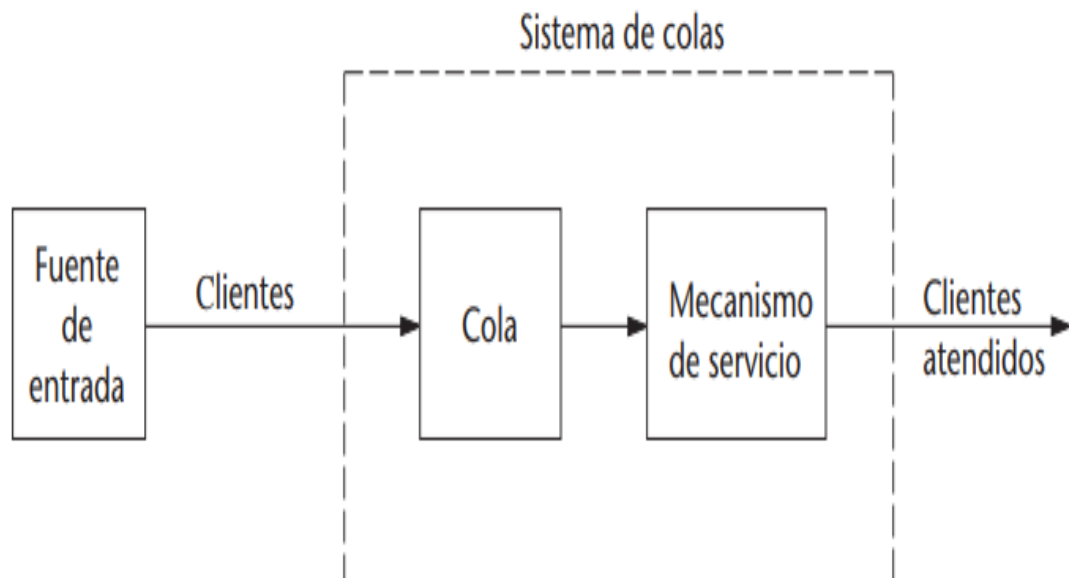 Sistema de colas
Fuente
de
entrada
Clientes
Cola
Mecanismo
de servicio
Clientes
atendidos